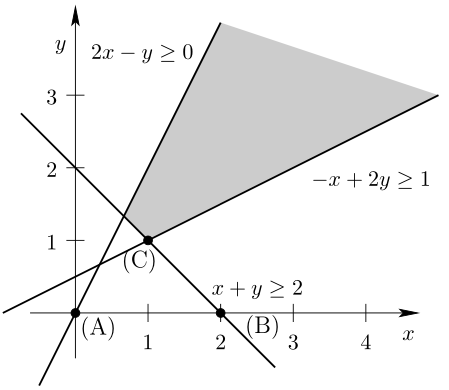 y
2x − y ≥ 0
3
2
−x + 2y ≥ 1
1
(C)
x + y ≥ 2
(A)
(B)
1
2
3
4
x